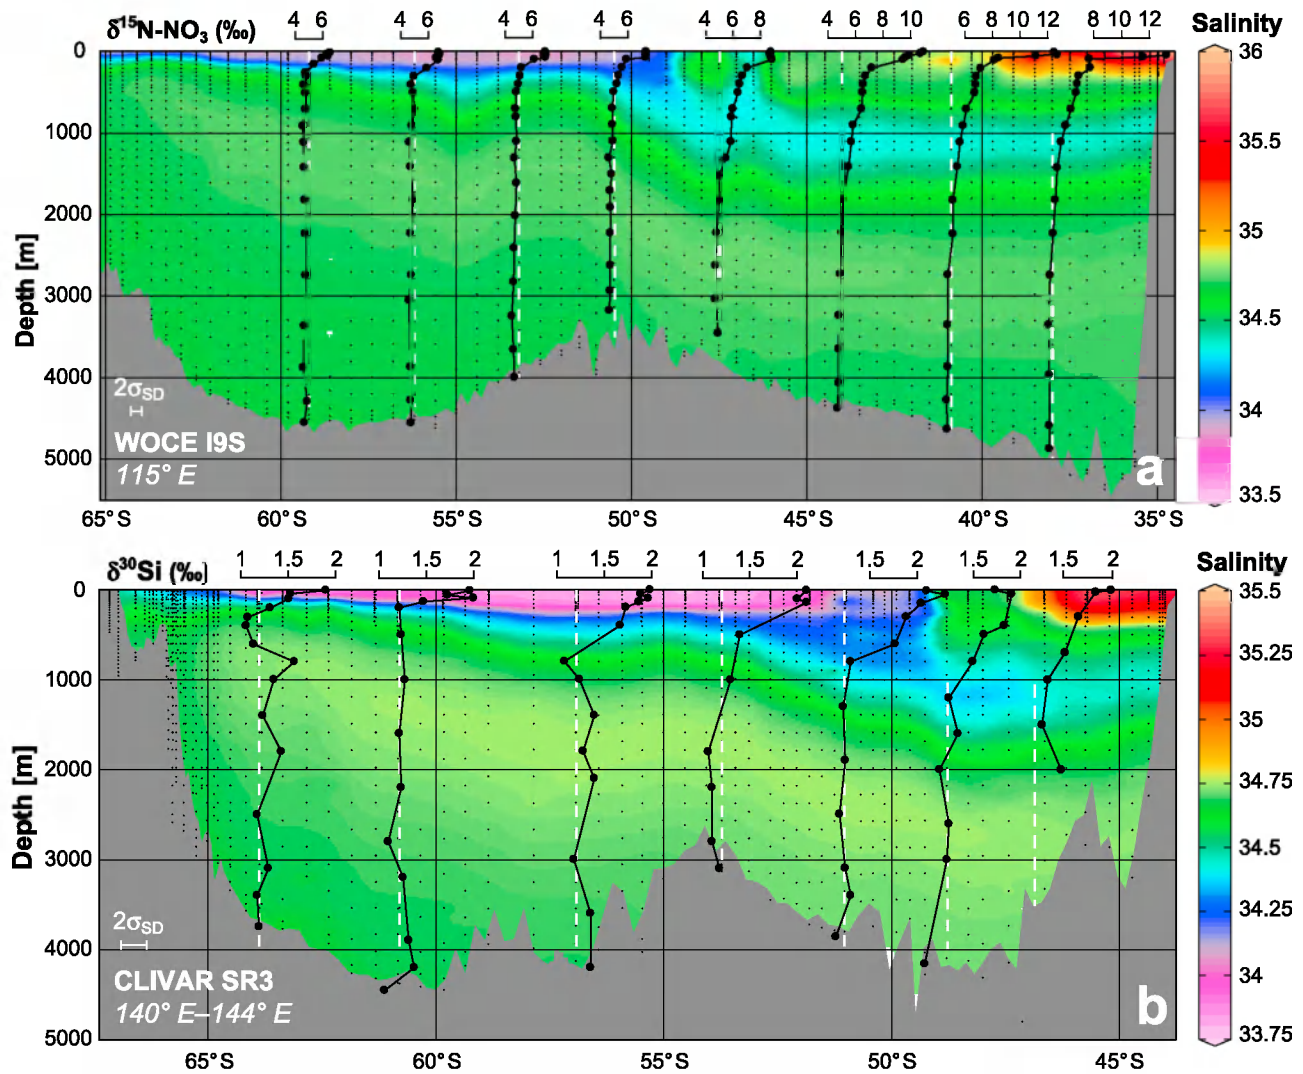 δ¹⁵N-NO₃ (‰) 4 6 4 6 4 6 4 6 4 6 8 4 6 8 10 6 8 10 12 8 10 12 Salinity
0 36
1000 35.5
2000 35
3000 34.5
4000 34
5000 33.5
Depth [m]
2σSD
WOCE I9S
115° E
a
65°S 60°S 55°S 50°S 45°S 40°S 35°S
δ³⁰Si (‰) 1 1.5 2 1 1.5 2 1 1.5 2 1 2 1.5 2 1.5 2 1.5 2 Salinity
0 35.5
1000 35.25
2000 35
3000 34.75
4000 34.5
5000 34.25
34
33.75
Depth [m]
2σSD
CLIVAR SR3
140° E–144° E
b
65°S 60°S 55°S 50°S 45°S